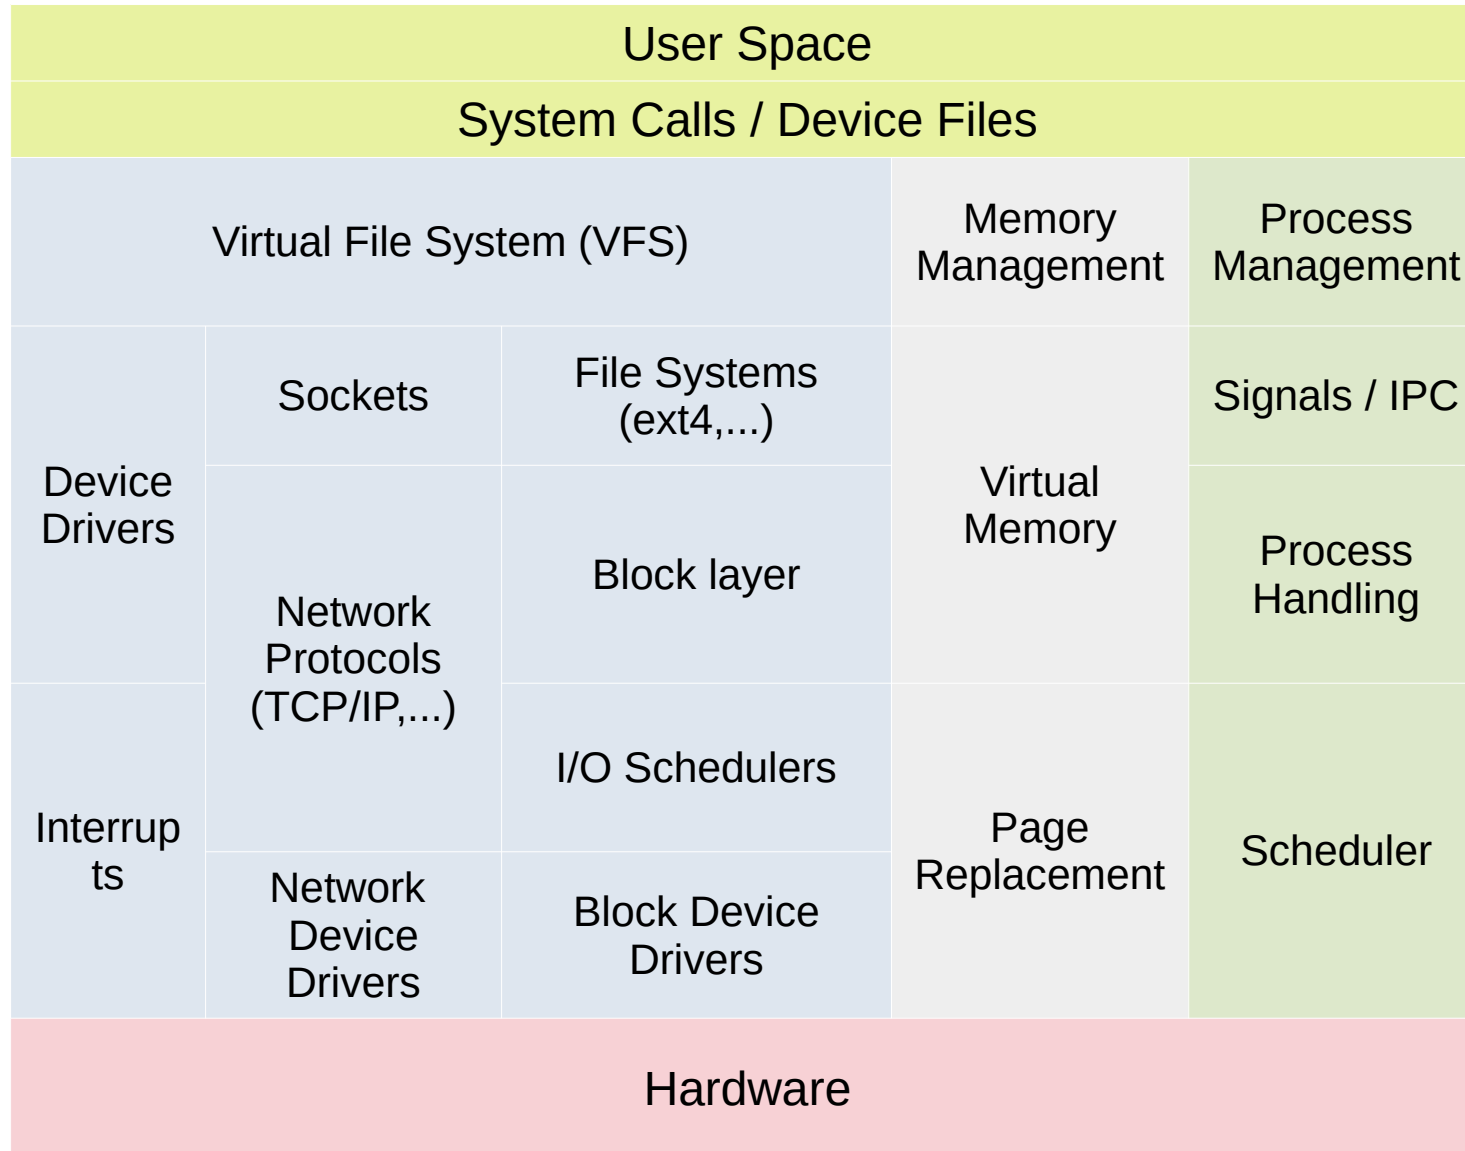 User Space
System Calls / Device Files
Virtual File System (VFS)
Memory
Management
Process
Management
Device
Drivers
Sockets
File Systems
(ext4,...)
Virtual
Memory
Signals / IPC
Network
Protocols
(TCP/IP,...)
Block layer
Process
Handling
Interrup
ts
I/O Schedulers
Page
Replacement
Scheduler
Network
Device
Drivers
Block Device
Drivers
Hardware